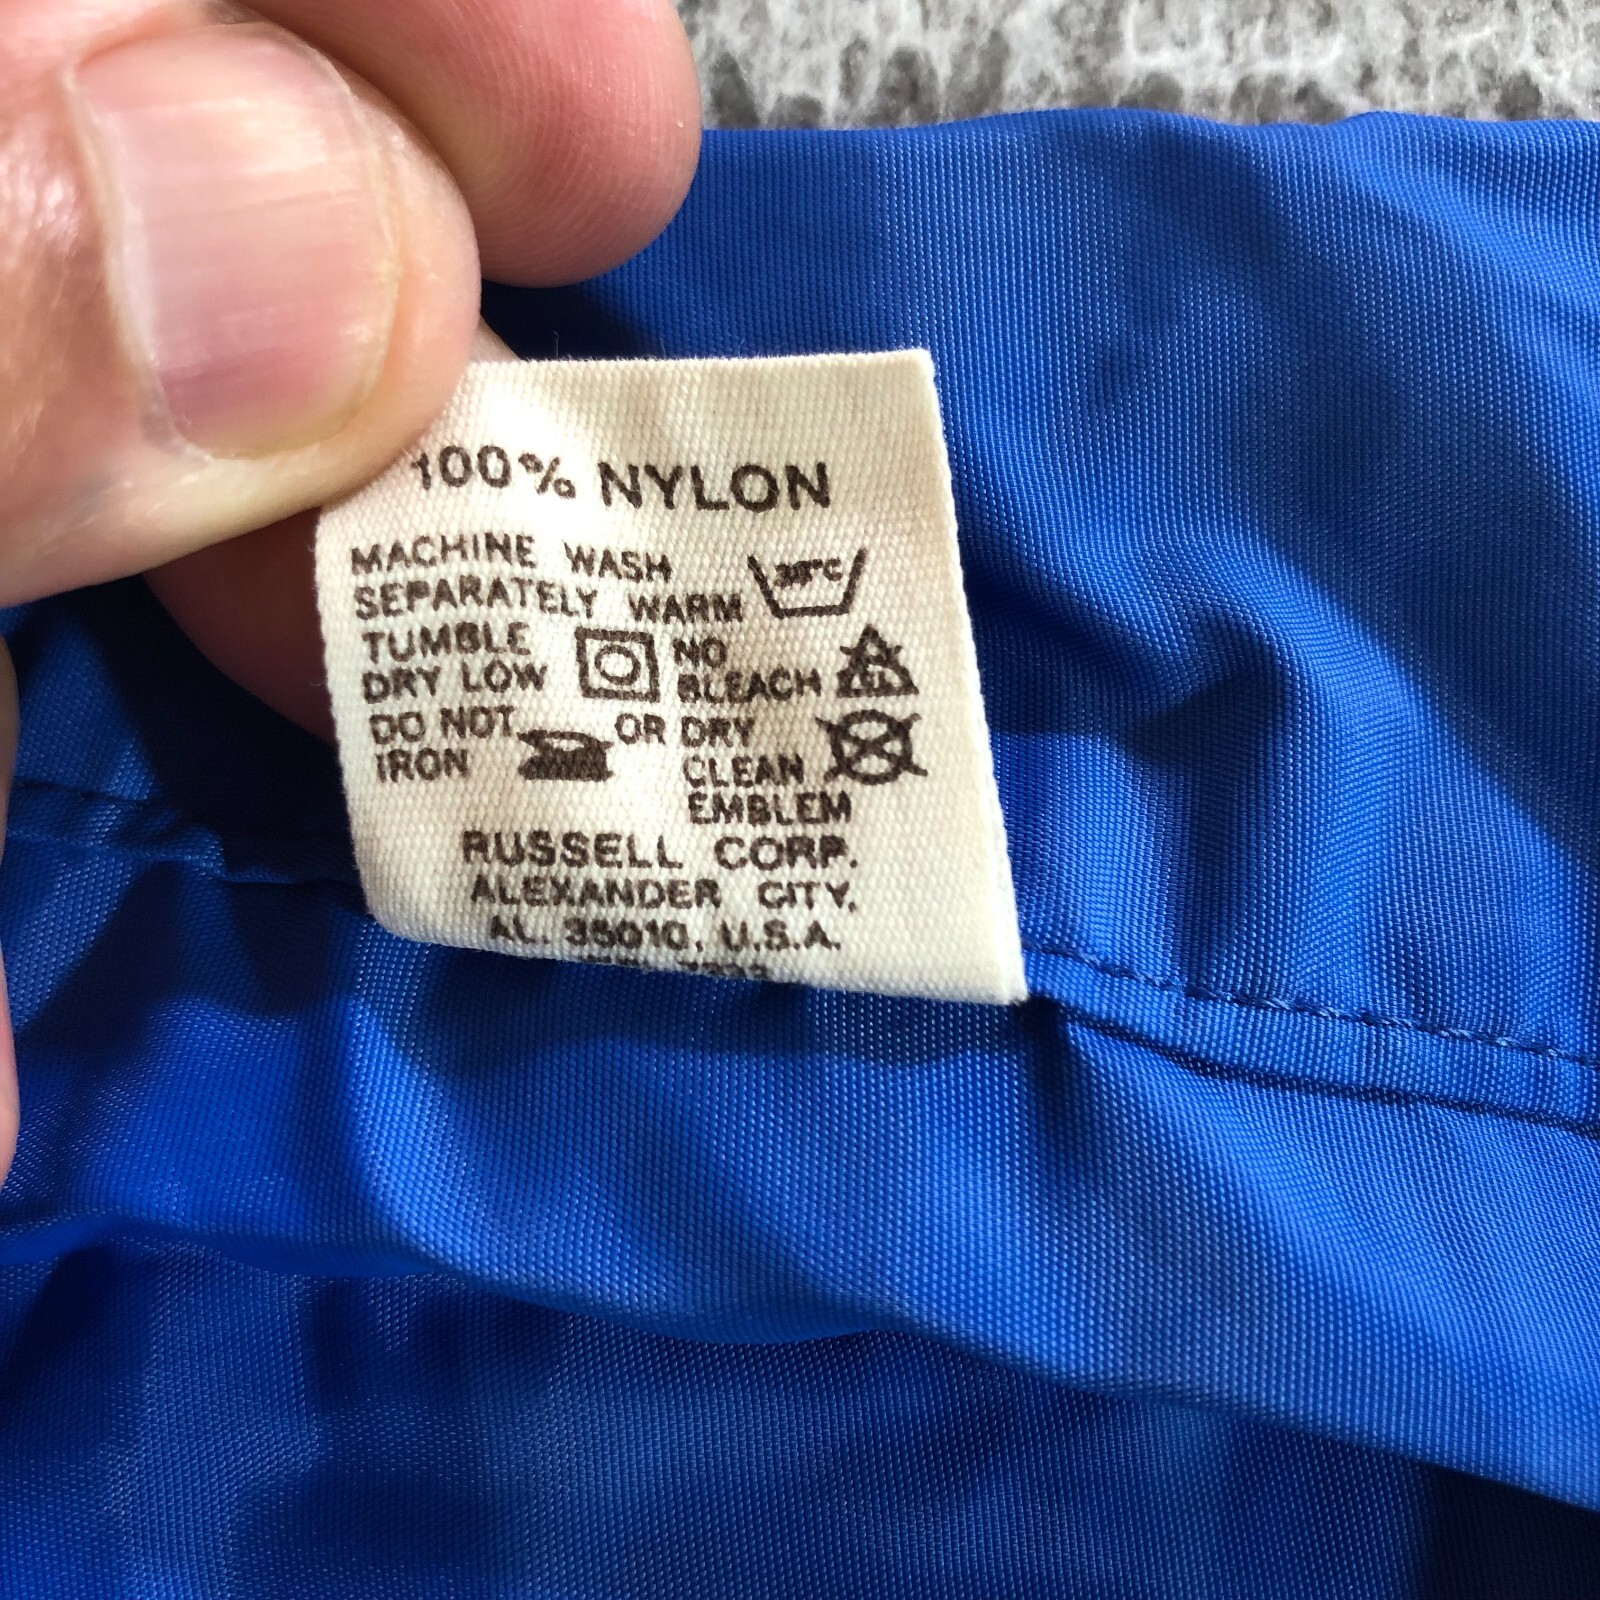 100% NYLON
MACHINE WASH
SEPARATELY WARM
TUMBLE
DRY LOW
NO
BLEACH
DO NOT
IRON
OR DRY
CLEAN
EMBLEM
RUSSELL CORP.
ALEXANDER CITY,
AL. 35010, U.S.A.